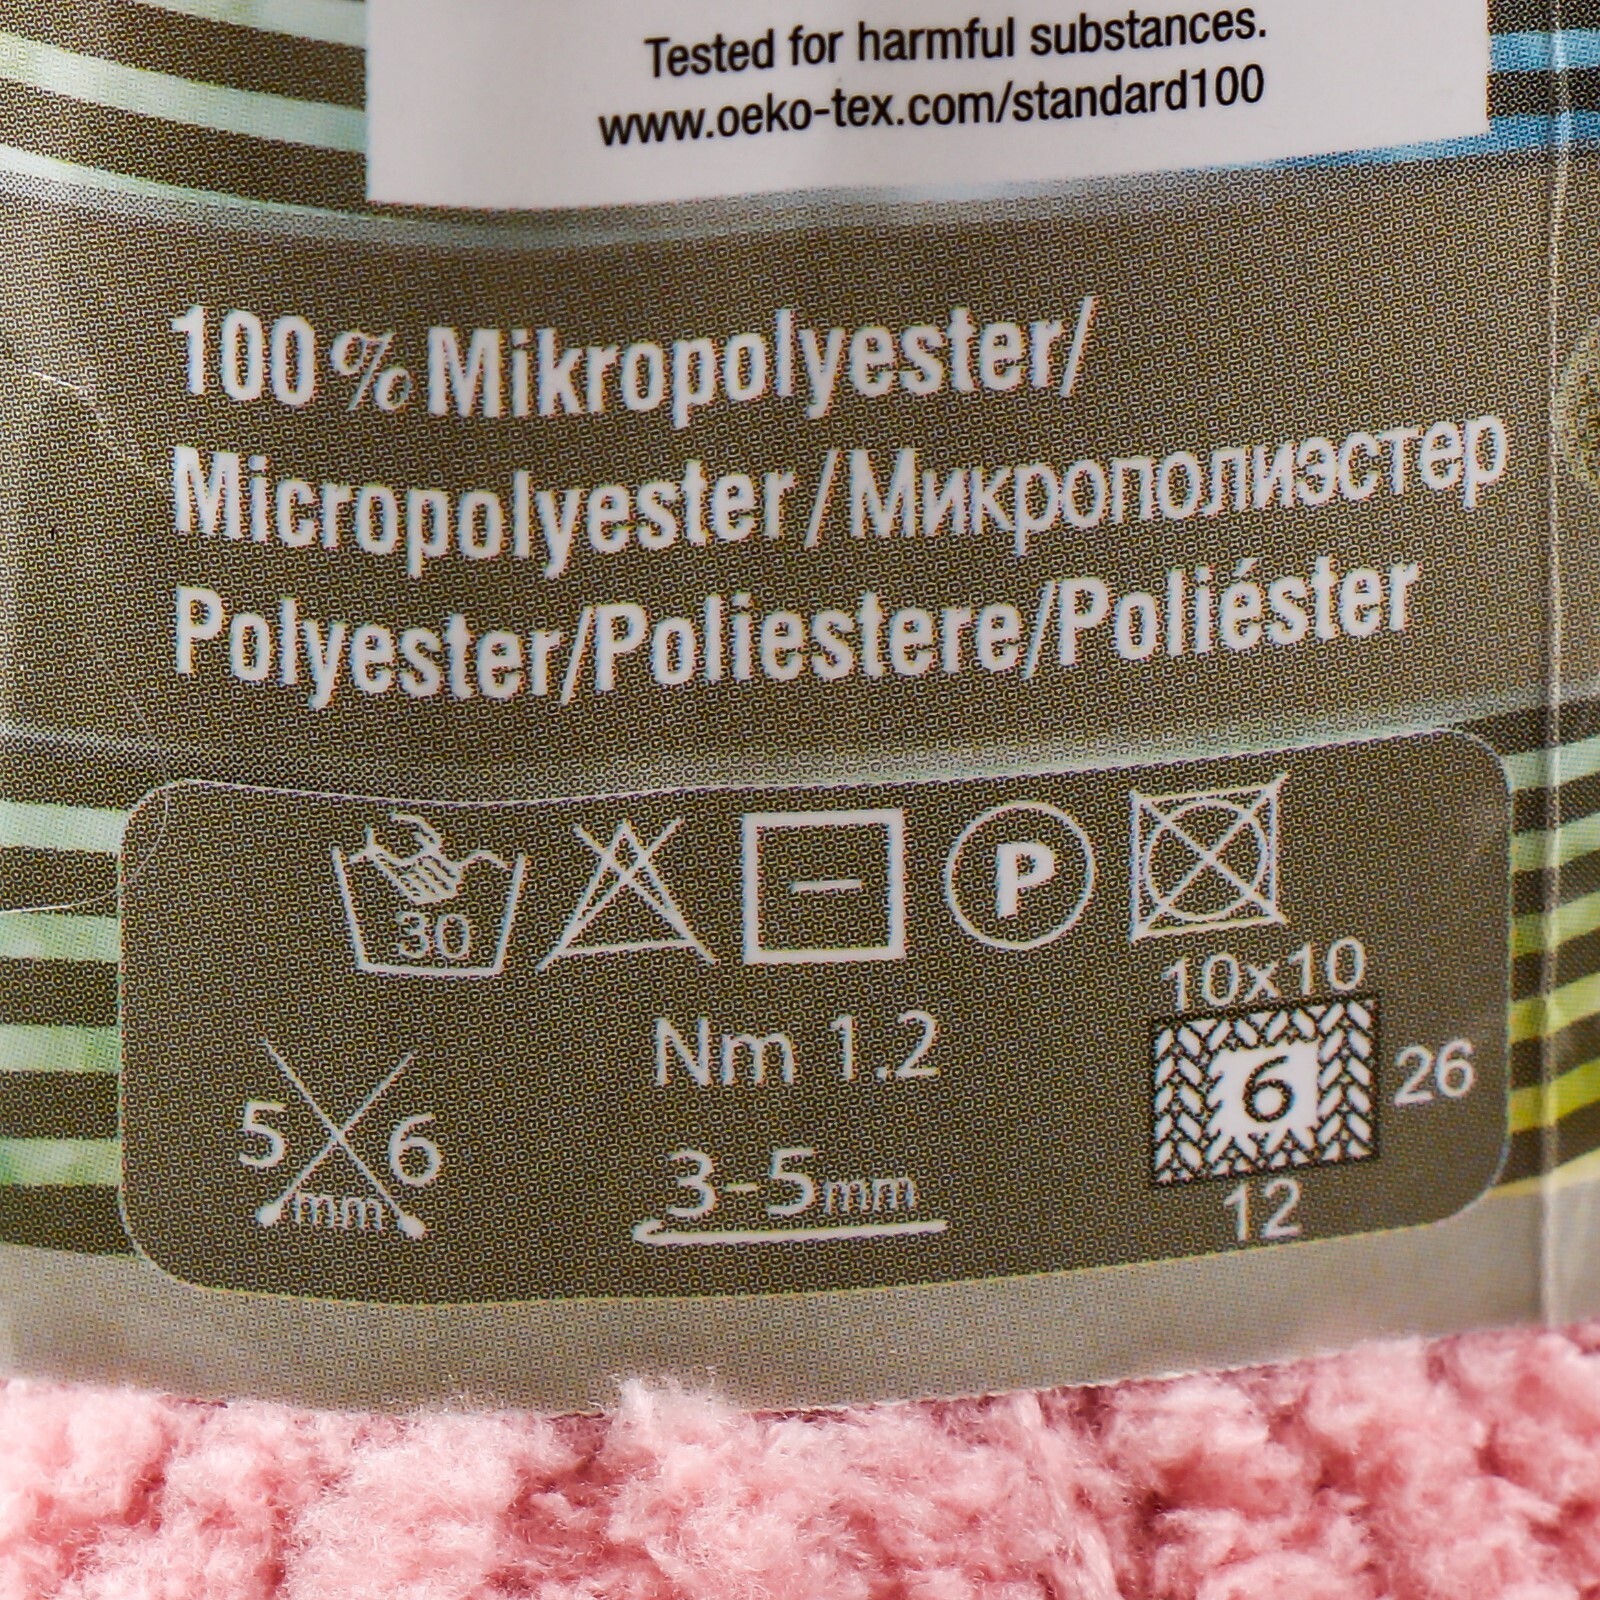 Tested for harmful substances.
www.oeko-tex.com/standard100
100% Mikropolyester/
Micropolyester/Микрополиэстер
Polyester/Poliestere/Poliéster
30
P
10x10
Nm 1.2
6
26
5
6
mm
3-5mm
12